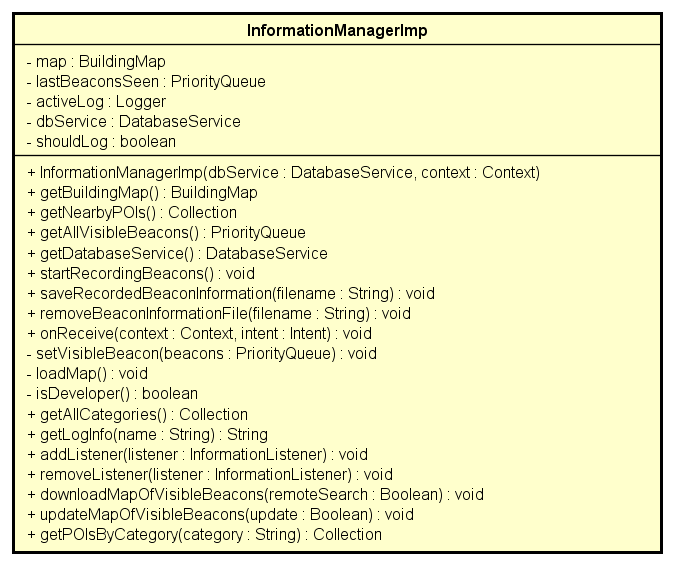 InformationManagerImp
- map : BuildingMap
- lastBeaconsSeen : PriorityQueue
- activeLog : Logger
- dbService : DatabaseService
- shouldLog : boolean
+ InformationManagerImp(dbService : DatabaseService, context : Context)
+ getBuildingMap() : BuildingMap
+ getNearbyPOIs() : Collection
+ getAllVisibleBeacons() : PriorityQueue
+ getDatabaseService() : DatabaseService
+ startRecordingBeacons() : void
+ saveRecordedBeaconInformation(filename : String) : void
+ removeBeaconInformationFile(filename : String) : void
+ onReceive(context : Context, intent : Intent) : void
- setVisibleBeacon(beacons : PriorityQueue) : void
- loadMap() : void
- isDeveloper() : boolean
+ getAllCategories() : Collection
+ getLogInfo(name : String) : String
+ addListener(listener : InformationListener) : void
+ removeListener(listener : InformationListener) : void
+ downloadMapOfVisibleBeacons(remoteSearch : Boolean) : void
+ updateMapOfVisibleBeacons(update : Boolean) : void
+ getPOIsByCategory(category : String) : Collection